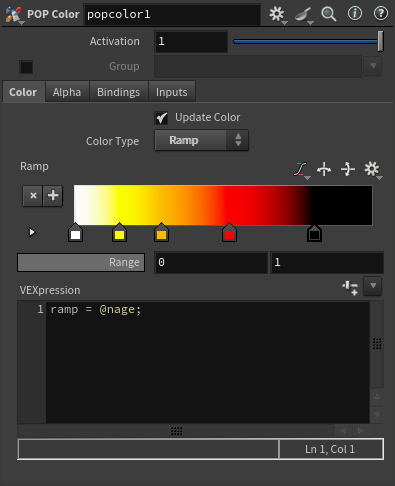 POP Color popcolor1
Activation 1
Group
Color Alpha Bindings Inputs
Update Color
Color Type Ramp
Ramp
Range 0 1
VEXpression
1 ramp = @nage;
Ln 1, Col 1